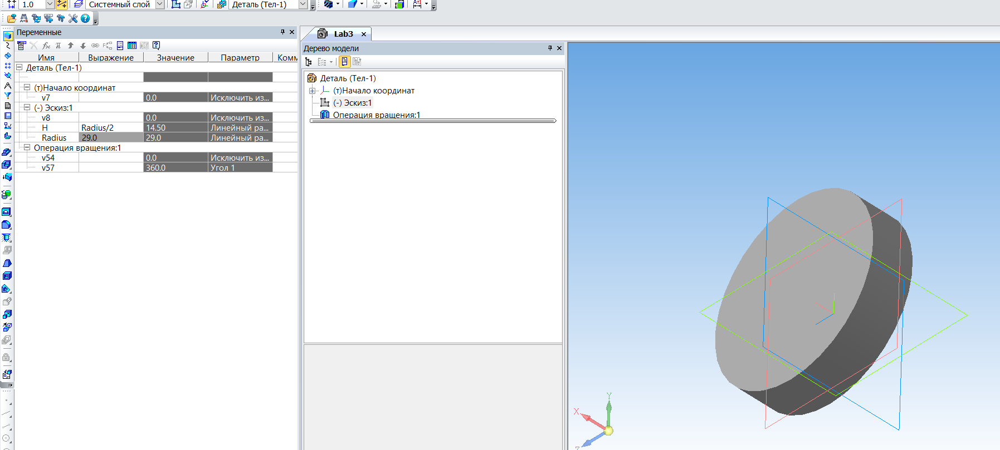 1.0 Системный слой Деталь (Тел-1)
Переменные
Имя Выражение Значение Параметр Комм
Деталь (Тел-1)
(т)Начало координат
v7 0.0 Исключить из...
(-) Эскиз:1
v8 0.0 Исключить из...
H Radius/2 14.50 Линейный ра...
Radius 29.0 29.0 Линейный ра...
Операция вращения:1
v54 0.0 Исключить из...
v57 360.0 Угол 1
Lab3
Дерево модели
Деталь (Тел-1)
(т)Начало координат
(-) Эскиз:1
Операция вращения:1
Y
X
Z